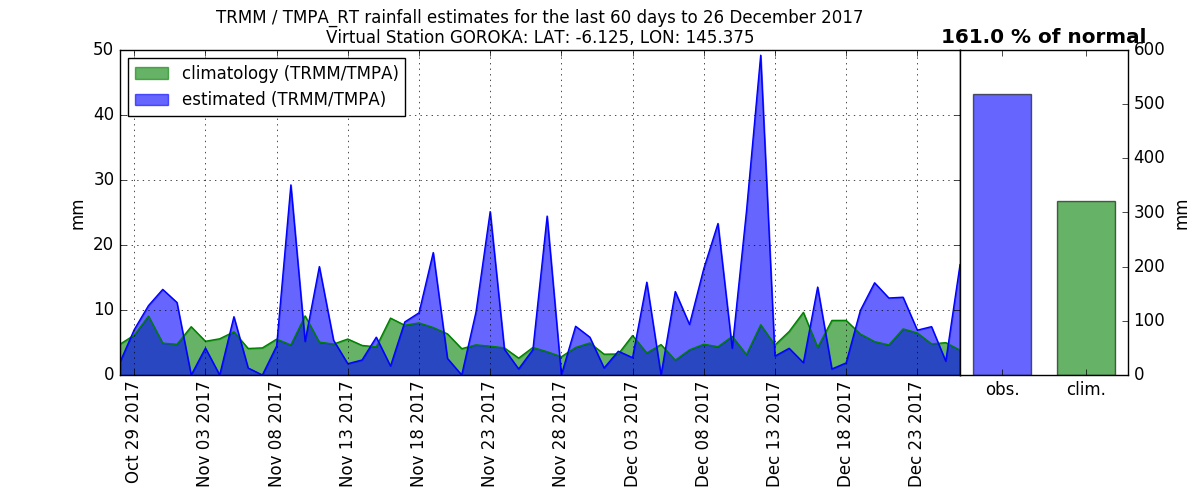 TRMM / TMPA_RT rainfall estimates for the last 60 days to 26 December 2017
Virtual Station GOROKA: LAT: -6.125, LON: 145.375
161.0 % of normal
climatology (TRMM/TMPA)
estimated (TRMM/TMPA)
50
40
30
20
10
0
mm
Oct 29 2017
Nov 03 2017
Nov 08 2017
Nov 13 2017
Nov 18 2017
Nov 23 2017
Nov 28 2017
Dec 03 2017
Dec 08 2017
Dec 13 2017
Dec 18 2017
Dec 23 2017
obs.
clim.
600
500
400
300
200
100
0
mm